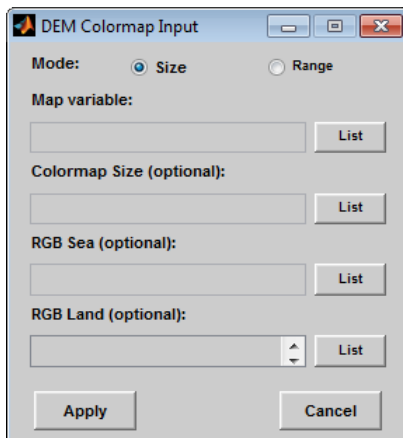 DEM Colormap Input
Mode: Size Range
Map variable:
List
Colormap Size (optional):
List
RGB Sea (optional):
List
RGB Land (optional):
List
Apply Cancel